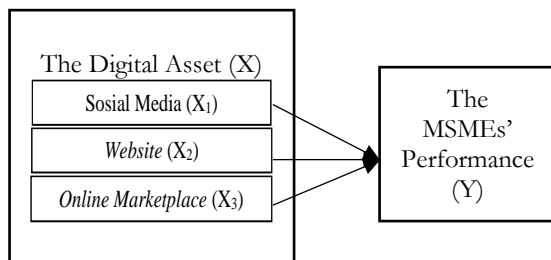 The Digital Asset (X)
Sosial Media (X₁)
Website (X₂)
Online Marketplace (X₃)
The
MSMEs'
Performance
(Y)